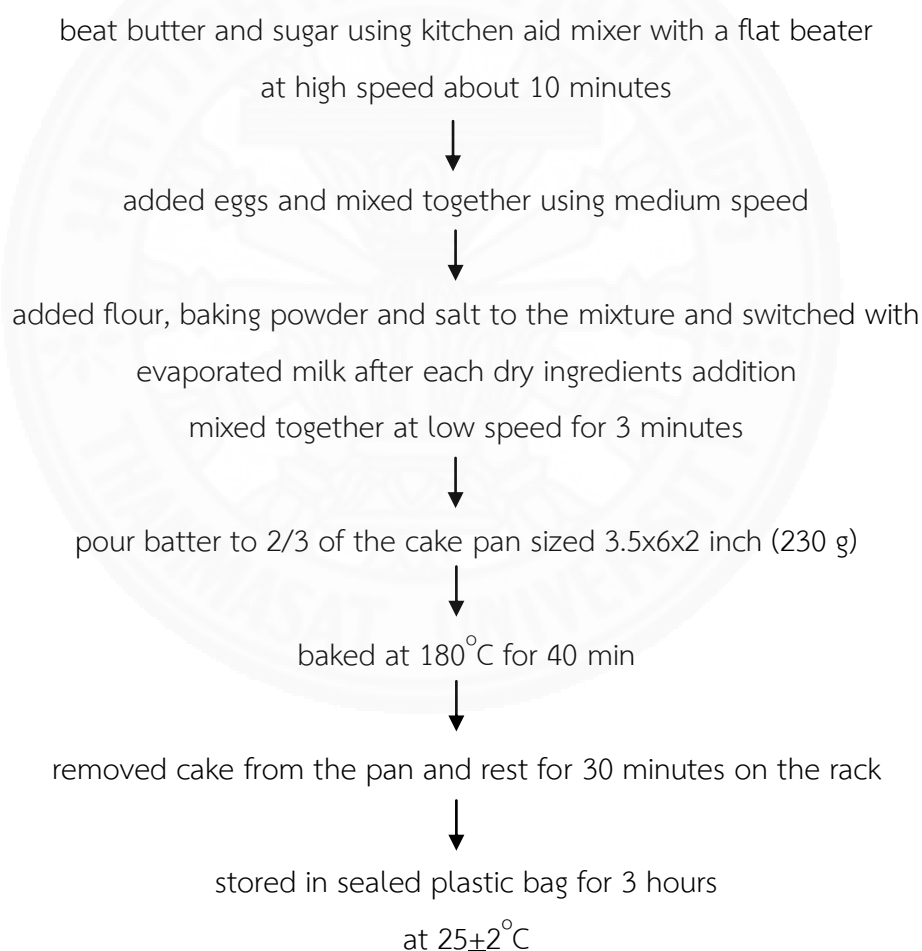 beat butter and sugar using kitchen aid mixer with a flat beater
at high speed about 10 minutes
added eggs and mixed together using medium speed
added flour, baking powder and salt to the mixture and switched with
evaporated milk after each dry ingredients addition
mixed together at low speed for 3 minutes
pour batter to 2/3 of the cake pan sized 3.5x6x2 inch (230 g)
baked at 180°C for 40 min
removed cake from the pan and rest for 30 minutes on the rack
stored in sealed plastic bag for 3 hours
at 25±2°C
THAMMASAT UNIVERSITY